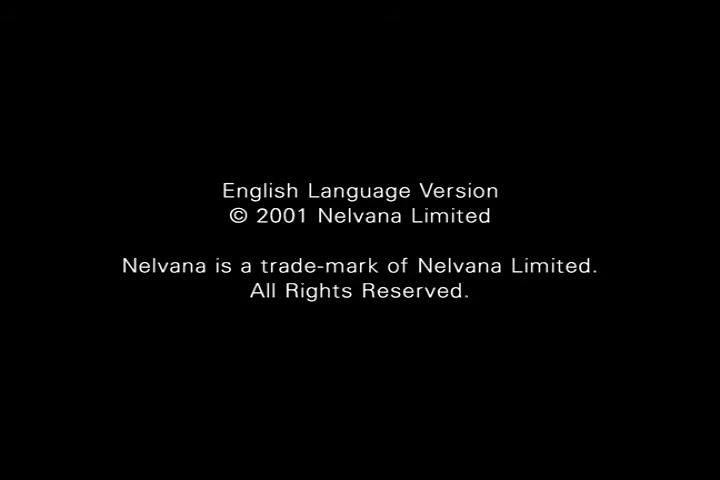 English Language Version
© 2001 Nelvana Limited
Nelvana is a trade-mark of Nelvana Limited.
All Rights Reserved.